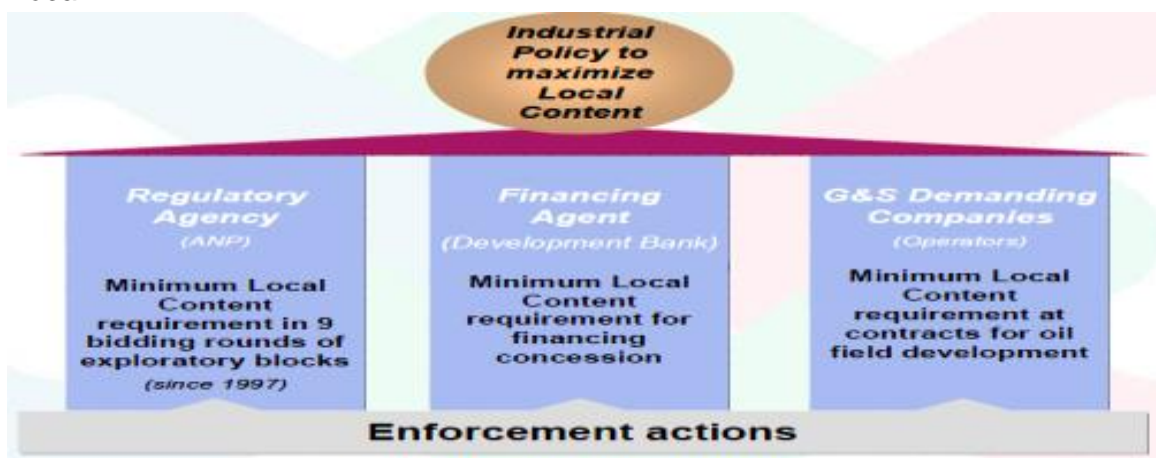 Industrial
Policy to
maximize
Local
Content
Regulatory
Agency
(ANP)
Minimum Local
Content
requirement in 9
bidding rounds of
exploratory blocks
(since 1997)
Financing
Agent
(Development Bank)
Minimum Local
Content
requirement for
financing
concession
G&S Demanding
Companies
(Operators)
Minimum Local
Content
requirement at
contracts for oil
field development
Enforcement actions